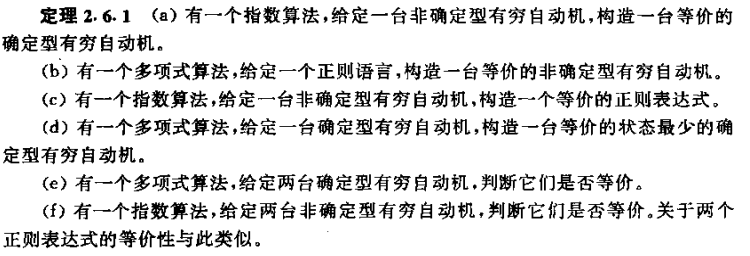 定理2.6.1 (a) 有一个指数算法,给定一台非确定型有穷自动机,构造一台等价的
确定型有穷自动机。
(b) 有一个多项式算法,给定一个正则语言,构造一台等价的非确定型有穷自动机。
(c) 有一个指数算法,给定一台非确定型有穷自动机,构造一个等价的正则表达式。
(d) 有一个多项式算法,给定一台确定型有穷自动机,构造一台等价的状态最少的确
定型有穷自动机。
(e) 有一个多项式算法,给定两台确定型有穷自动机,判断它们是否等价。
(f) 有一个指数算法,给定两台非确定型有穷自动机,判断它们是否等价。关于两个
正则表达式的等价性与此类似。